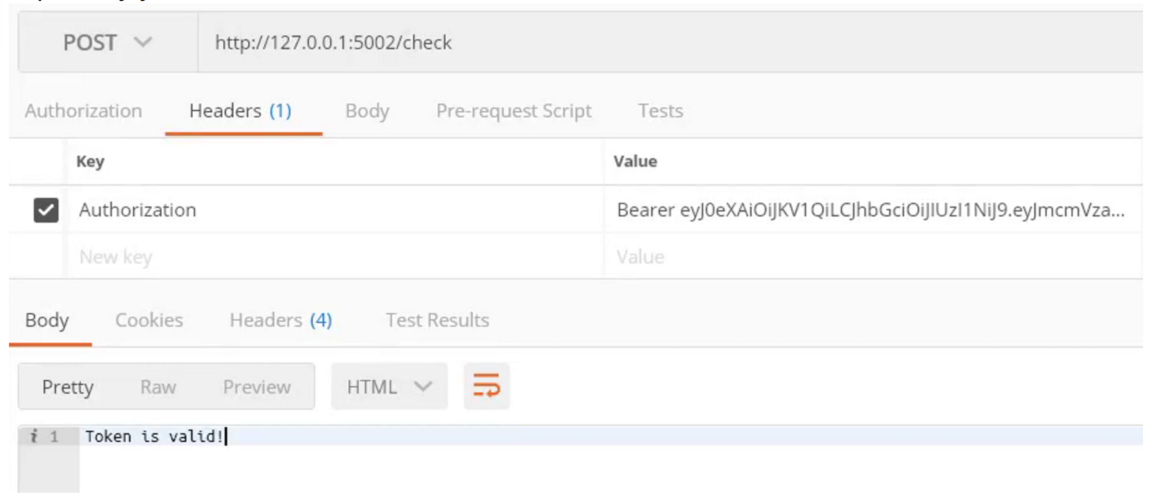 POST http://127.0.0.1:5002/check
Authorization Headers (1) Body Pre-request Script Tests
Key Value
Authorization Bearer eyJ0eXAiOiJKV1QiLCJhbGciOiJIUzI1NiJ9.eyJmcmVza...
New key Value
Body Cookies Headers (4) Test Results
Pretty Raw Preview HTML
i 1 Token is valid!